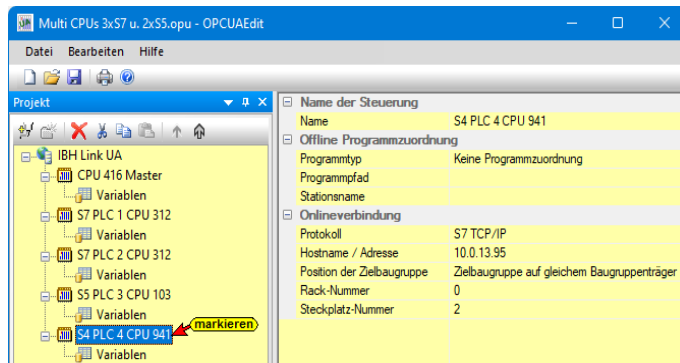 Multi CPUs 3xS7 u. 2xS5.opu - OPCUAEdit
Datei Bearbeiten Hilfe
Projekt
IBH Link UA
CPU 416 Master
Variablen
S7 PLC 1 CPU 312
Variablen
S7 PLC 2 CPU 312
Variablen
S5 PLC 3 CPU 103
Variablen
S4 PLC 4 CPU 941
markieren
Variablen
Name der Steuerung
Name S4 PLC 4 CPU 941
Offline Programmzuordnung
Programmtyp Keine Programmzuordnung
Programmpfad
Stationsname
Onlineverbindung
Protokoll S7 TCP/IP
Hostname / Adresse 10.0.13.95
Position der Zielbaugruppe Zielbaugruppe auf gleichem Baugruppenträger
Rack-Nummer 0
Steckplatz-Nummer 2